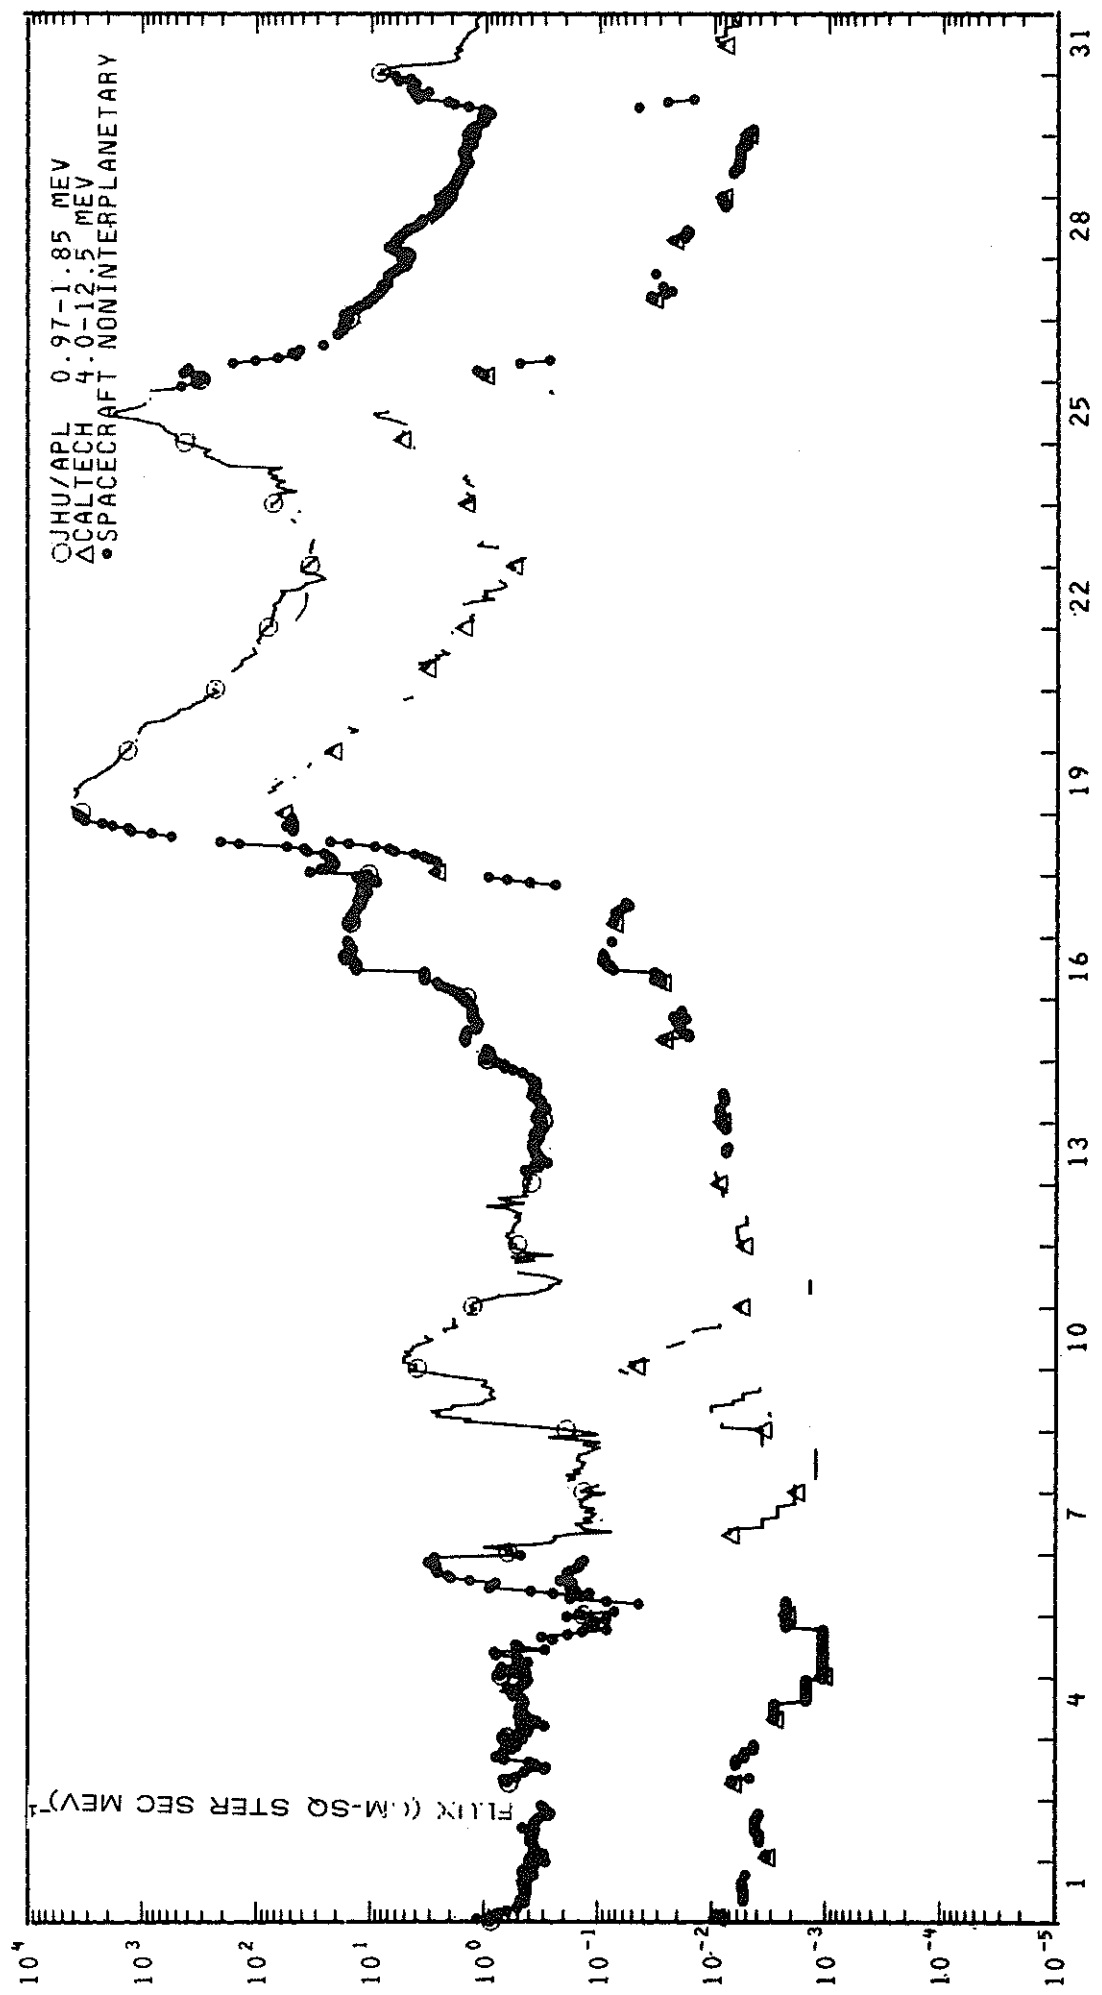 ○JHU/APL 0.97-1.85 MEV
△CALTECH 4.0-12.5 MEV
●SPACECRAFT NONINTERPLANETARY
FLUX (CM-SQ STER SEC MEV)⁻¹
10⁴
10³
10²
10¹
10⁰
10⁻¹
10⁻²
10⁻³
10⁻⁴
10⁻⁵
1 4 7 10 13 16 19 22 25 28 31